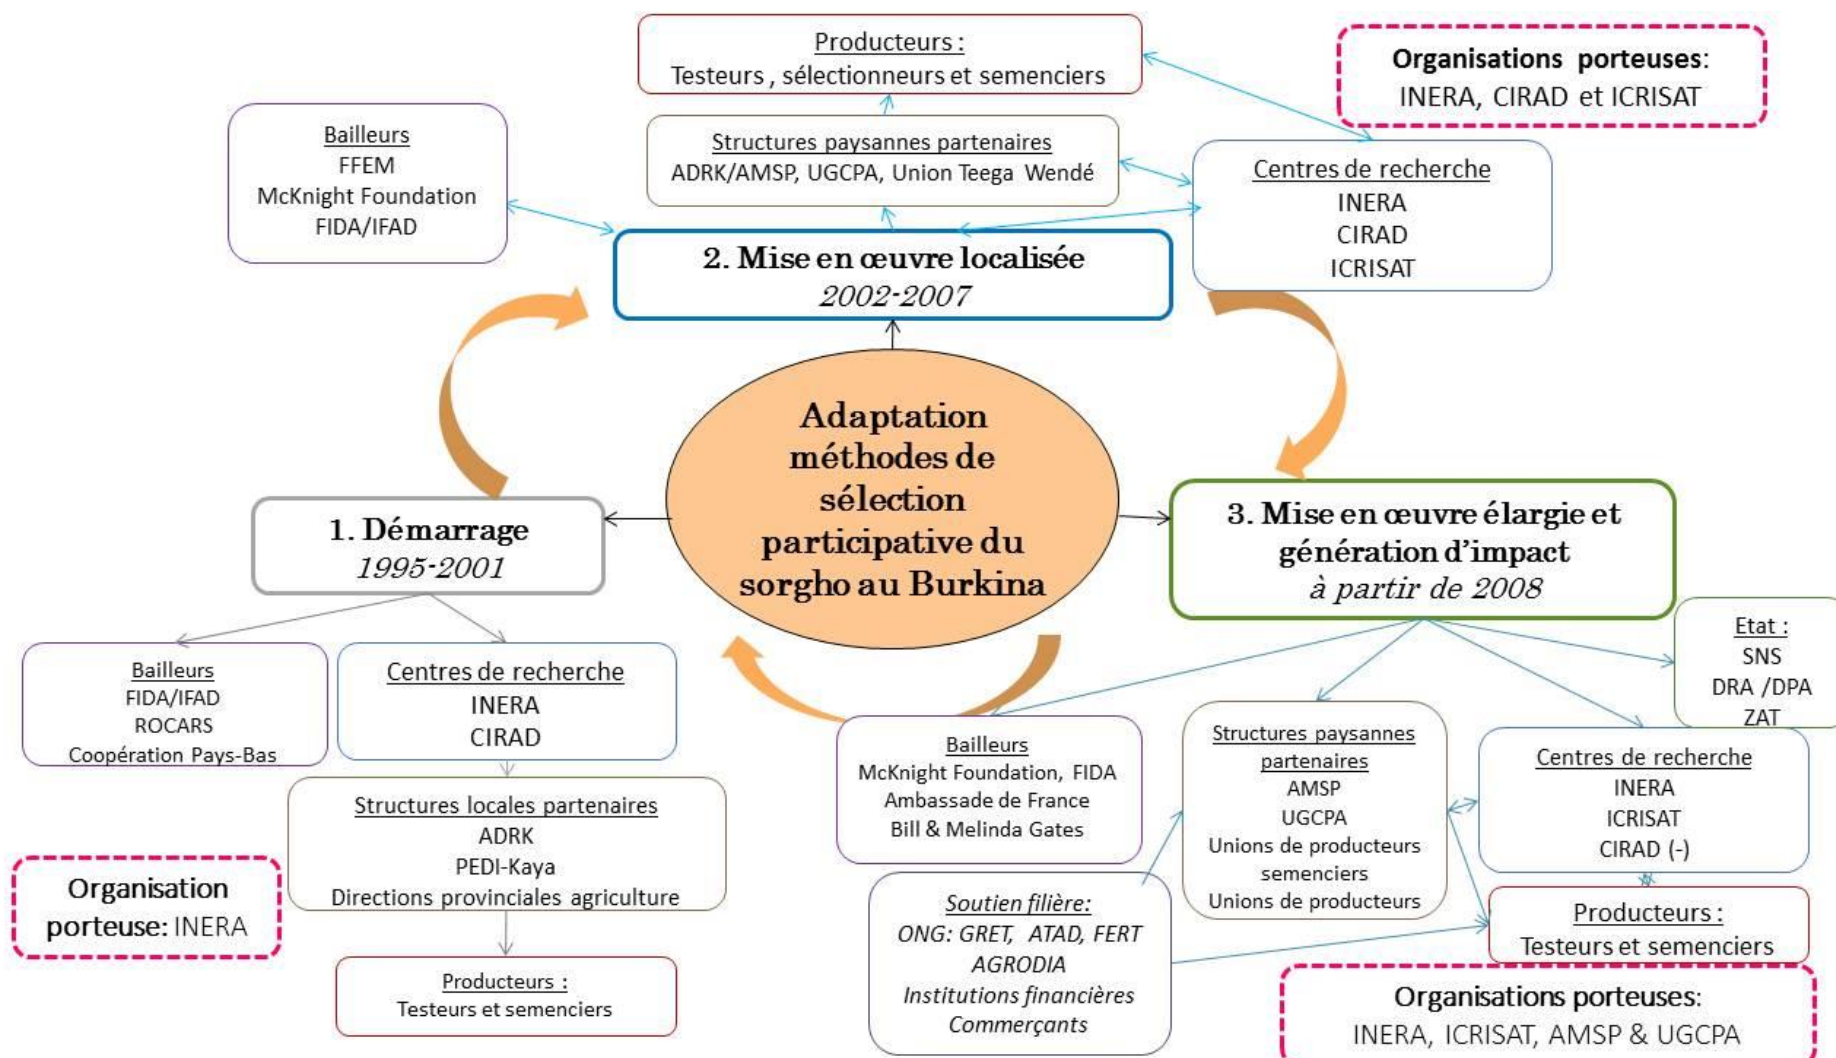 Producteurs :
Testeurs , sélectionneurs et semenciers
Organisations porteuses:
INERA, CIRAD et ICRISAT
Bailleurs
FFEM
McKnight Foundation
FIDA/IFAD
Structures paysannes partenaires
ADRK/AMSP, UGCPA, Union Teega Wendé
Centres de recherche
INERA
CIRAD
ICRISAT
2. Mise en œuvre localisée
2002-2007
Adaptation
méthodes de
sélection
participative du
sorgho au Burkina
1. Démarrage
1995-2001
3. Mise en œuvre élargie et
génération d’impact
à partir de 2008
Bailleurs
FIDA/IFAD
ROCARS
Coopération Pays-Bas
Centres de recherche
INERA
CIRAD
Structures locales partenaires
ADRK
PEDI-Kaya
Directions provinciales agriculture
Organisation
porteuse: INERA
Producteurs :
Testeurs et semenciers
Bailleurs
McKnight Foundation, FIDA
Ambassade de France
Bill & Melinda Gates
Structures paysannes
partenaires
AMSP
UGCPA
Unions de producteurs
semenciers
Unions de producteurs
Etat :
SNS
DRA /DPA
ZAT
Centres de recherche
INERA
ICRISAT
CIRAD (-)
Soutien filière:
ONG: GRET, ATAD, FERT
AGRODIA
Institutions financières
Commerçants
Producteurs :
Testeurs et semenciers
Organisations porteuses:
INERA, ICRISAT, AMSP & UGCPA